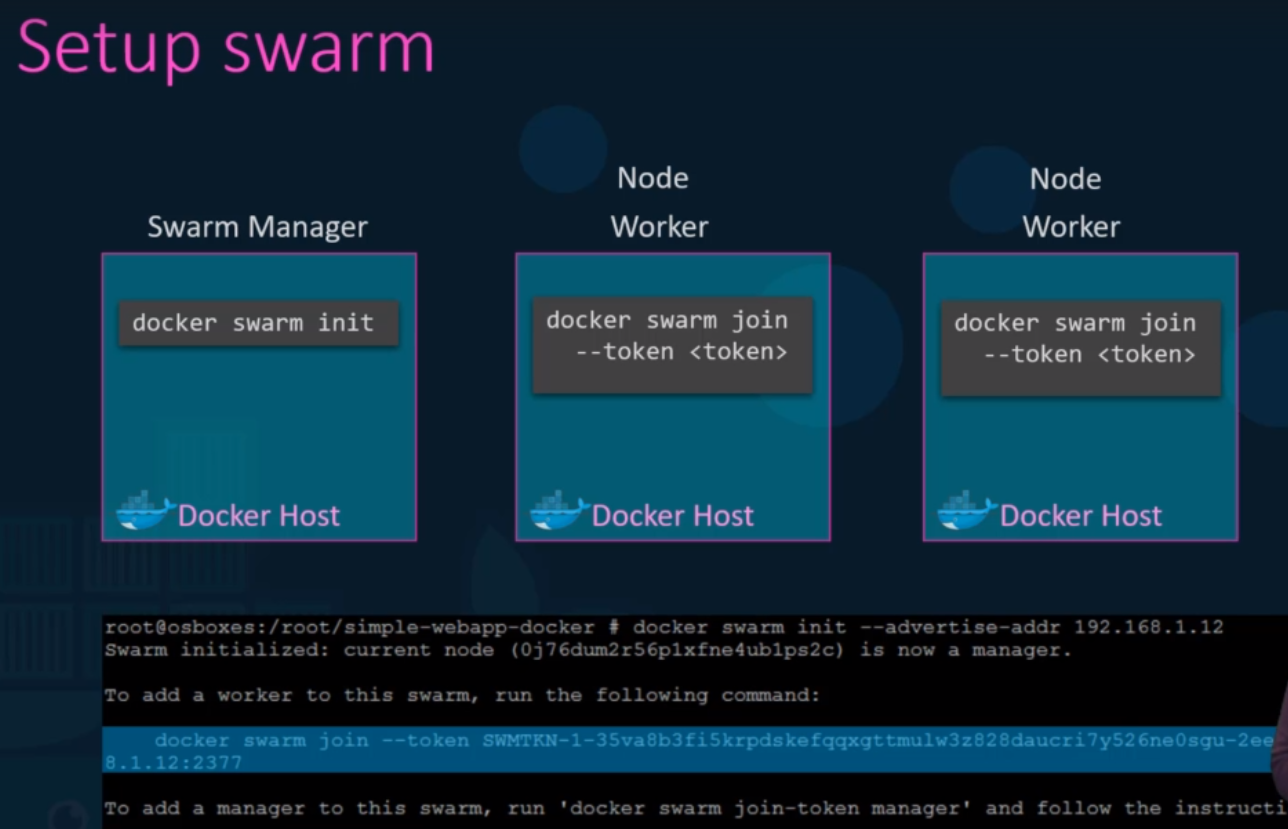 Setup swarm
Node
Node
Swarm Manager
Worker
Worker
docker swarm init
docker swarm join
--token <token>
docker swarm join
--token <token>
Docker Host
Docker Host
Docker Host
root@osboxes:/root/simple-webapp-docker # docker swarm init --advertise-addr 192.168.1.12
Swarm initialized: current node (0j76dum2r56p1xfne4ub1ps2c) is now a manager.
To add a worker to this swarm, run the following command:
docker swarm join --token SWMTKN-1-35va8b3fi5krpdskefqqxgttmulw3z828daucri7y526ne0sgu-2ee
8.1.12:2377
To add a manager to this swarm, run 'docker swarm join-token manager' and follow the instructi